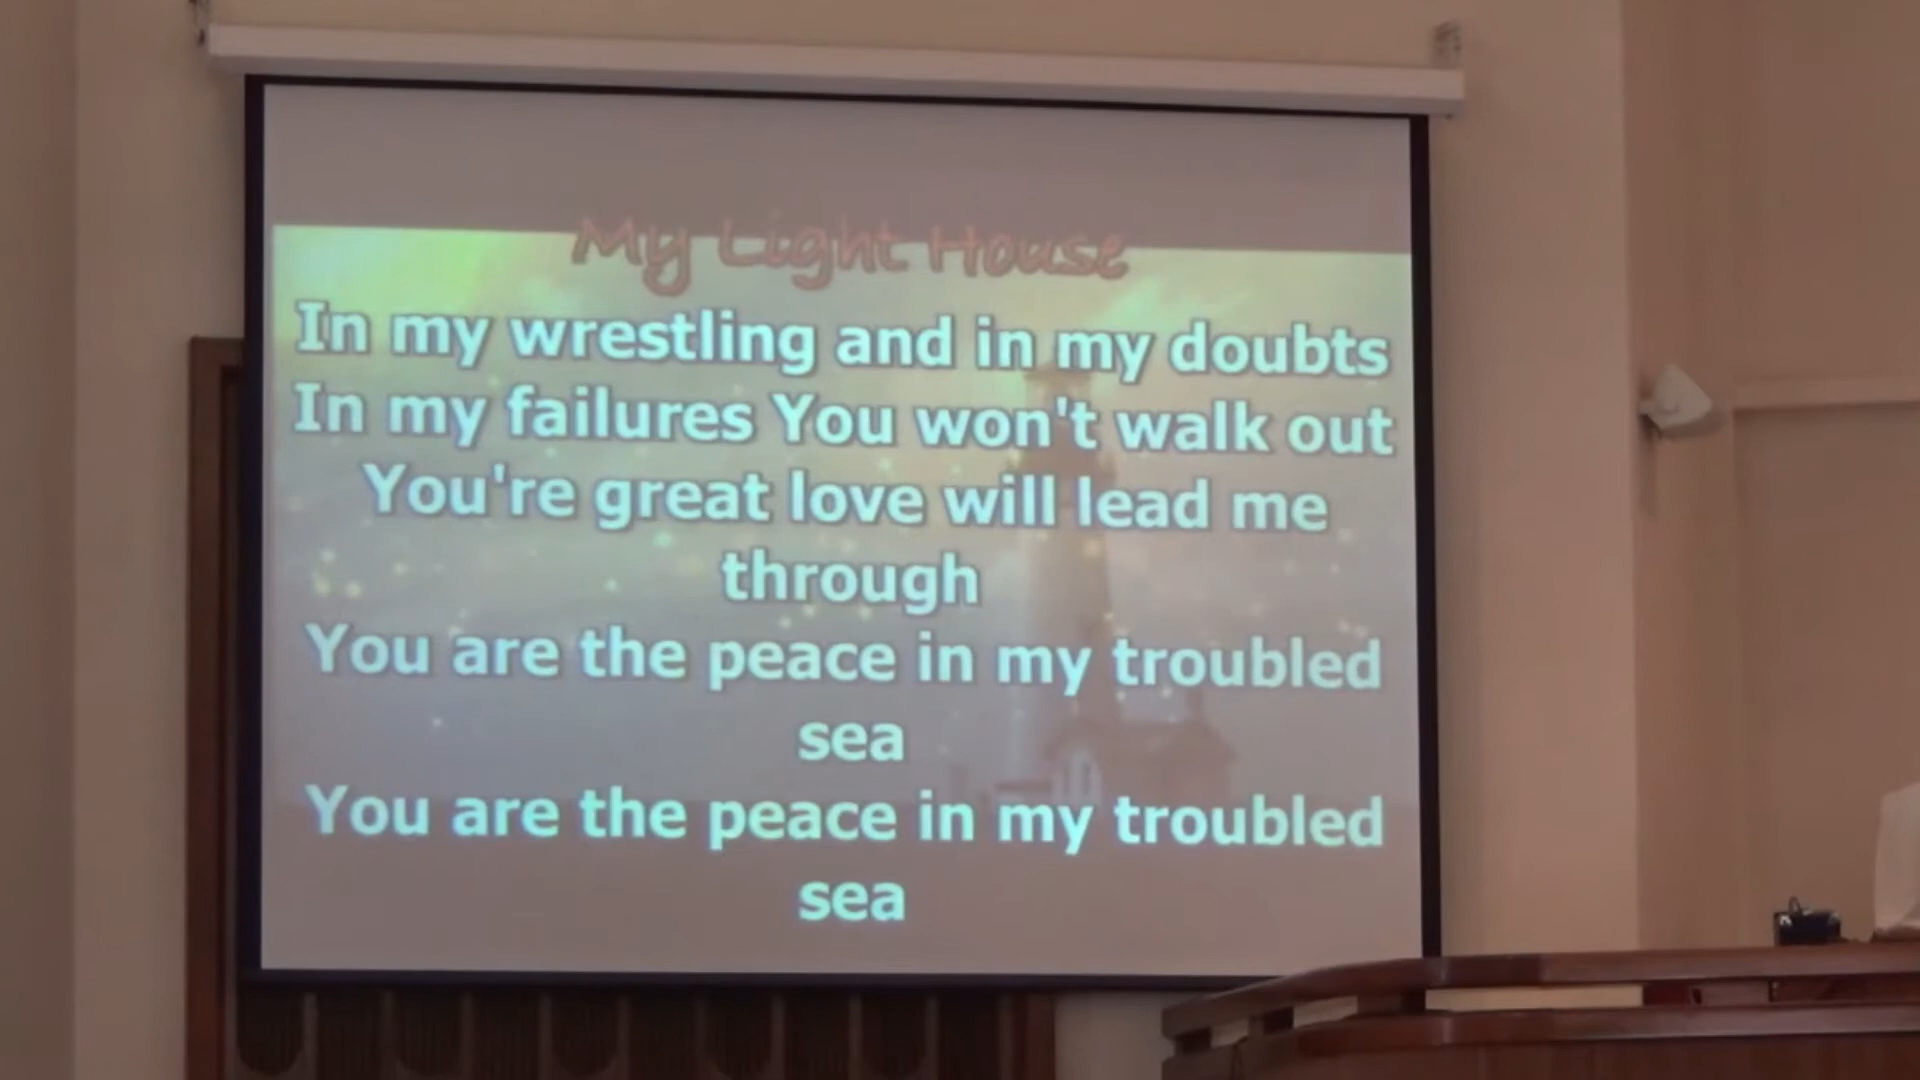 My Light House
In my wrestling and in my doubts
In my failures You won't walk out
You're great love will lead me
through
You are the peace in my troubled
sea
You are the peace in my troubled
sea